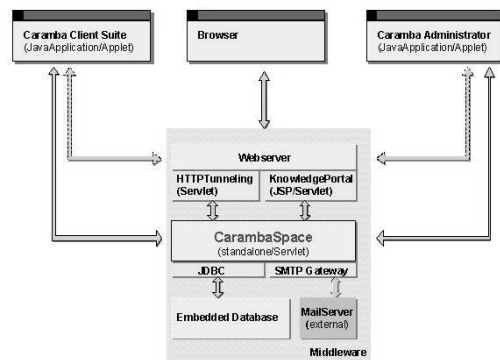 Caramba Client Suite
(JavaApplication/Applet)
Browser
Caramba Administrator
(JavaApplication/Applet)
Webserver
HTTPTunneling
(Servlet)
KnowledgePortal
(JSP/Servlet)
CarambaSpace
(standalone/Servlet)
JDBC
SMTP Gateway
Embedded Database
MailServer
(external)
Middleware